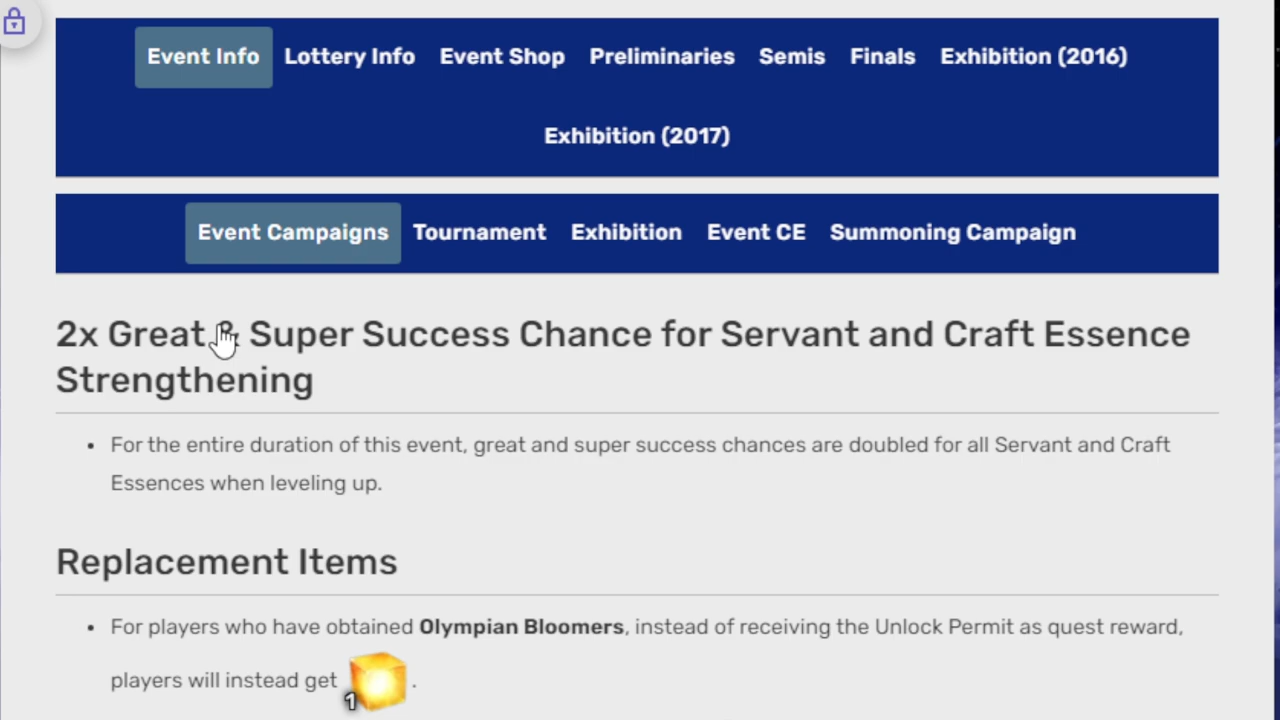 Event Info Lottery Info Event Shop Preliminaries Semis Finals Exhibition (2016)
Exhibition (2017)
Event Campaigns Tournament Exhibition Event CE Summoning Campaign
2x Great & Super Success Chance for Servant and Craft Essence
Strengthening
• For the entire duration of this event, great and super success chances are doubled for all Servant and Craft
Essences when leveling up.
Replacement Items
• For players who have obtained Olympian Bloomers, instead of receiving the Unlock Permit as quest reward,
players will instead get 1 .